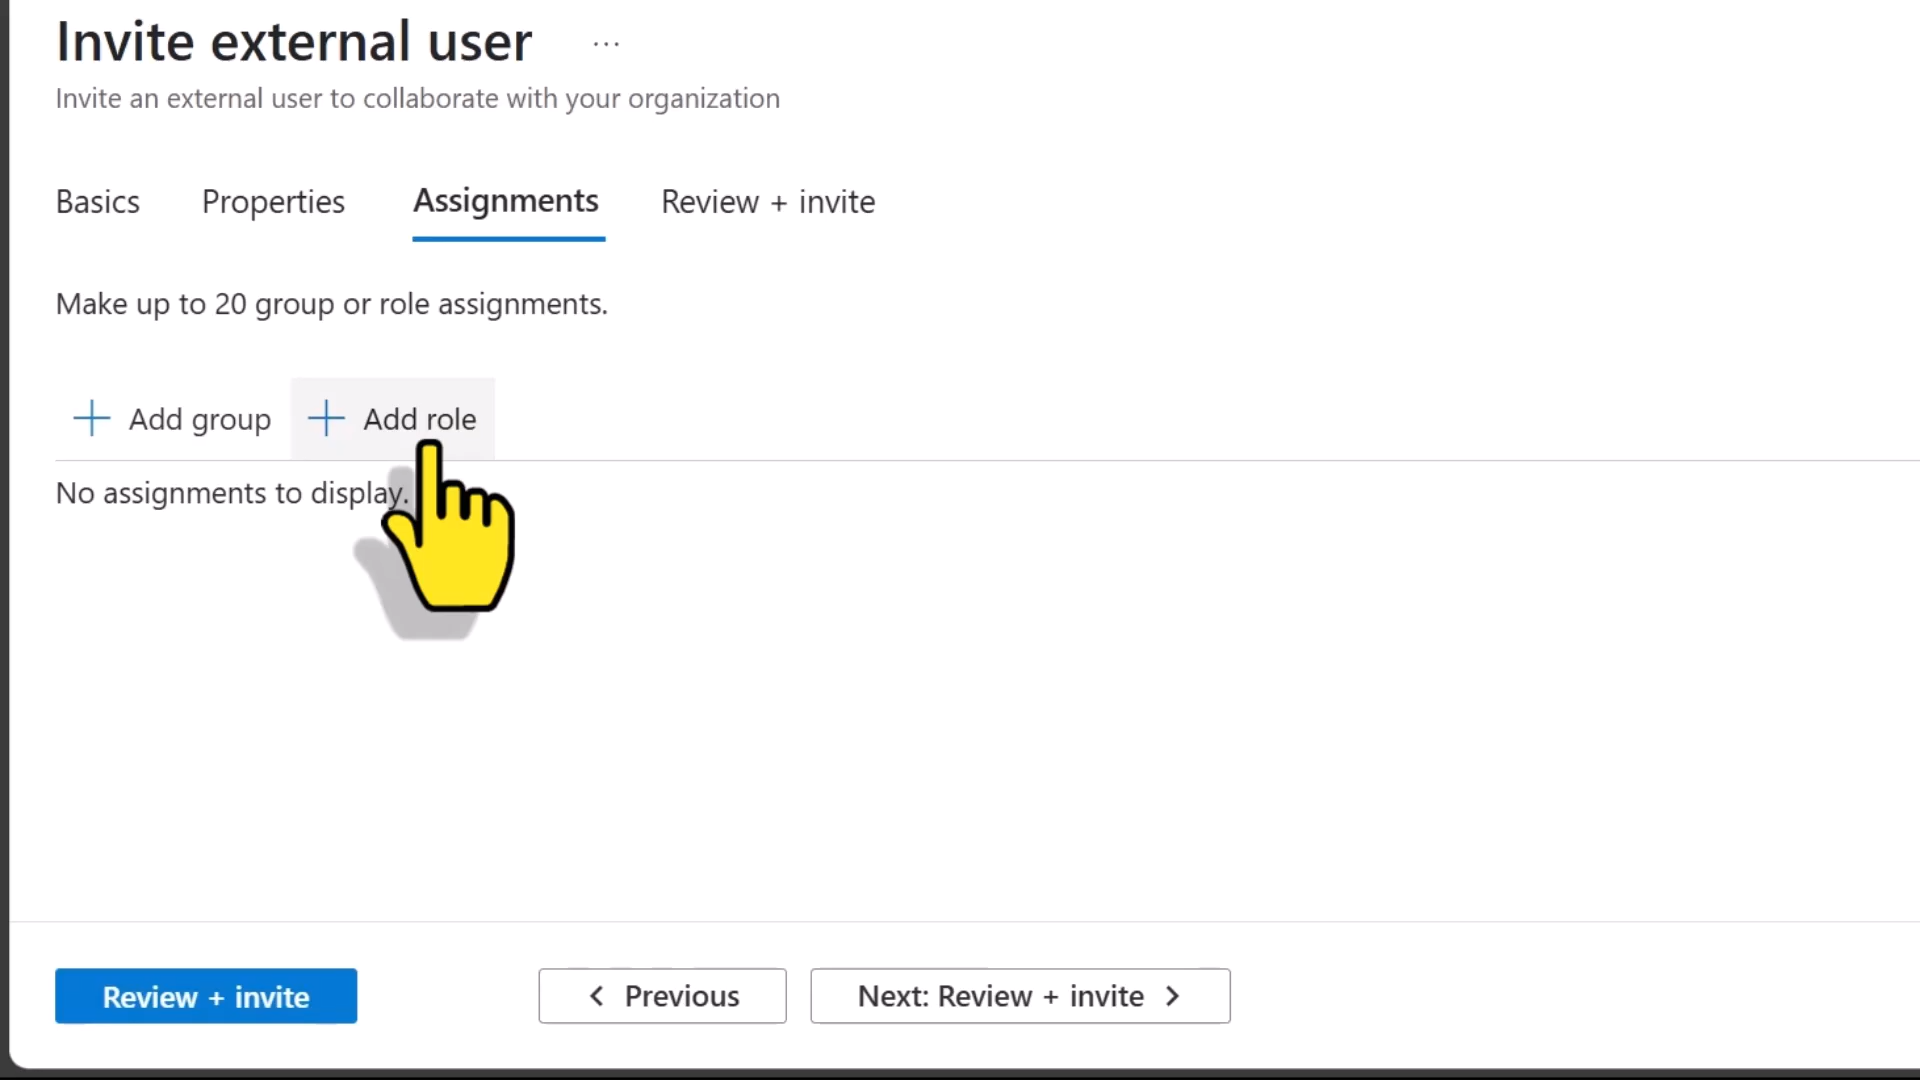 Invite external user ...
Invite an external user to collaborate with your organization
Basics Properties Assignments Review + invite
Make up to 20 group or role assignments.
Add group Add role
No assignments to display.
Review + invite Previous Next: Review + invite